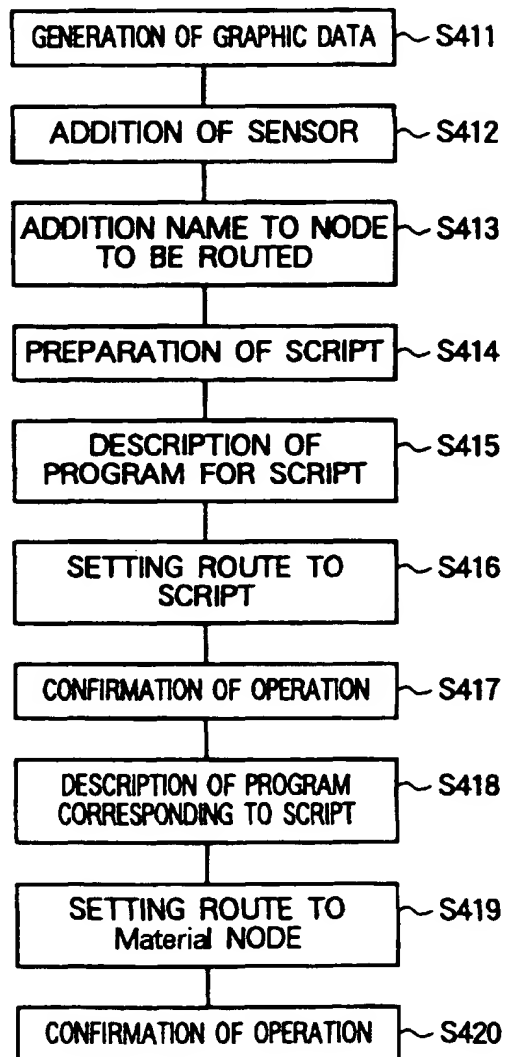 GENERATION OF GRAPHIC DATA ~ S411
ADDITION OF SENSOR ~ S412
ADDITION NAME TO NODE ~ S413
TO BE ROUTED
PREPARATION OF SCRIPT ~ S414
DESCRIPTION OF ~ S415
PROGRAM FOR SCRIPT
SETTING ROUTE TO ~ S416
SCRIPT
CONFIRMATION OF OPERATION ~ S417
DESCRIPTION OF PROGRAM ~ S418
CORRESPONDING TO SCRIPT
SETTING ROUTE TO ~ S419
Material NODE
CONFIRMATION OF OPERATION ~ S420